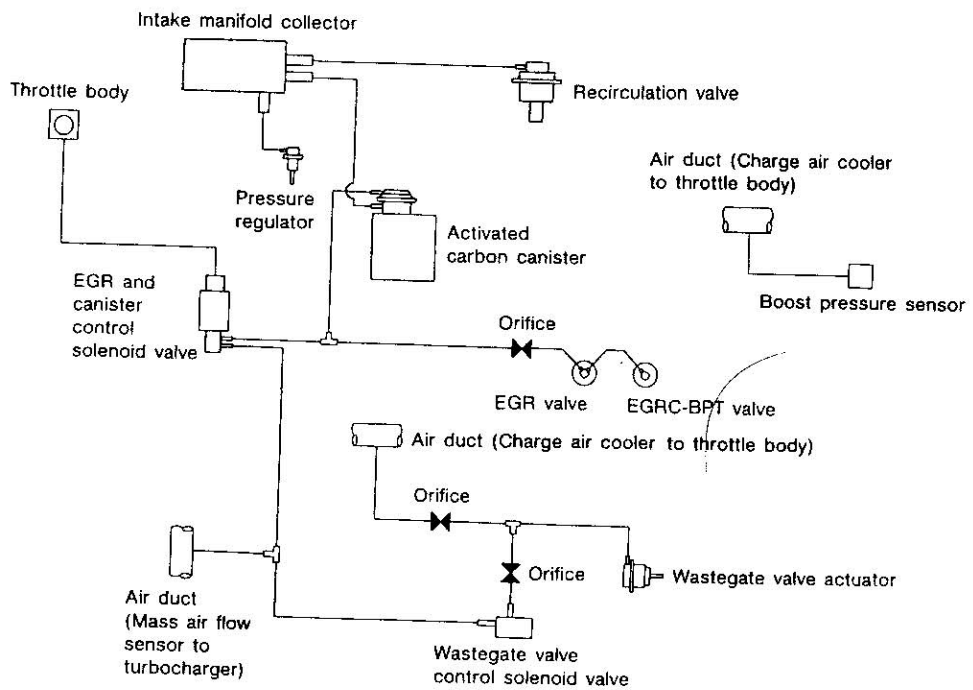 Intake manifold collector
Throttle body
Recirculation valve
Air duct (Charge air cooler
to throttle body)
Pressure
regulator
Activated
carbon canister
EGR and
canister
control
solenoid valve
Boost pressure sensor
Orifice
EGR valve
EGRC-BPT valve
Air duct (Charge air cooler to throttle body)
Orifice
Orifice
Wastegate valve actuator
Air duct
(Mass air flow
sensor to
turbocharger)
Wastegate valve
control solenoid valve